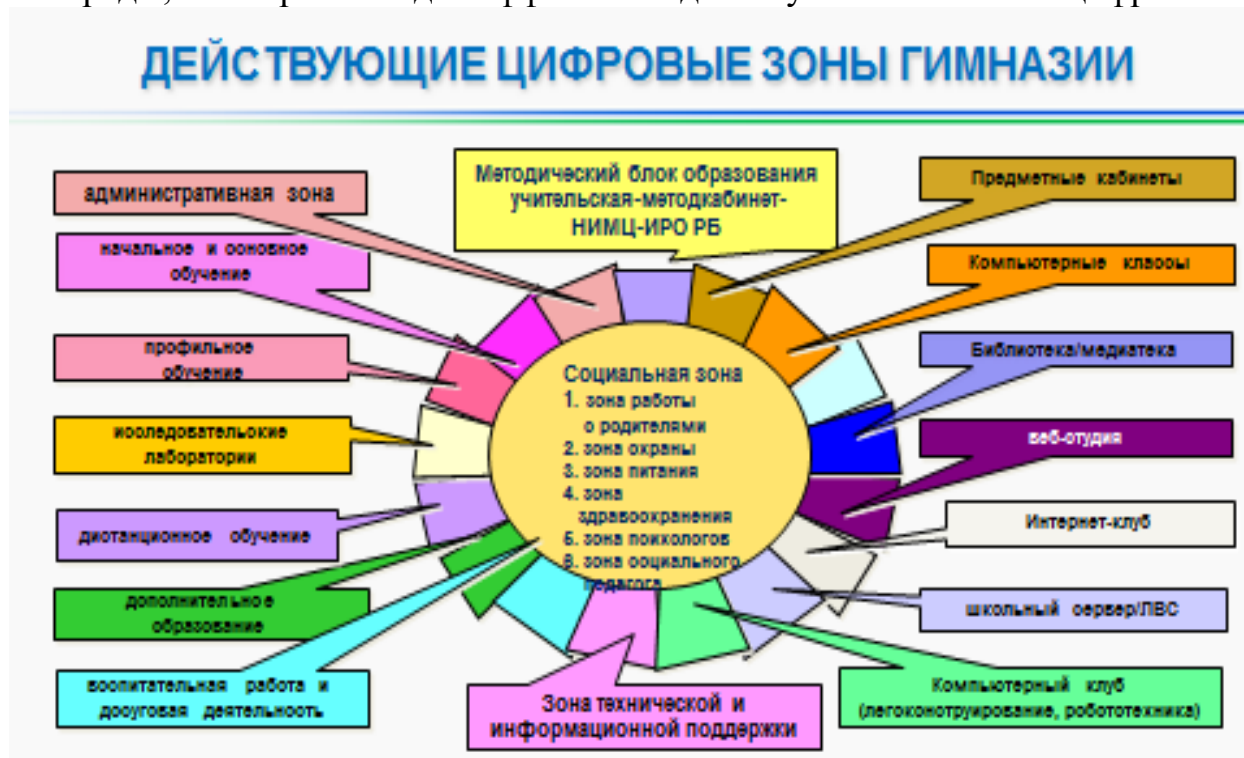 ДЕЙСТВУЮЩИЕ ЦИФРОВЫЕ ЗОНЫ ГИМНАЗИИ
административная зона
начальное и основное
обучение
профильное
обучение
исследовательские
лаборатории
дистанционное обучение
дополнительное
образование
воспитательная работа и
досуговая деятельность
Методический блок образования
учительская-методкабинет-
НИМЦ-ИРО РБ
Социальная зона
1. зона работы
с родителями
2. зона охраны
3. зона питания
4. зона
здравоохранения
5. зона психологов
6. зона социального
педагога
Зона технической и
информационной поддержки
Предметные кабинеты
Компьютерные классы
Библиотека/медиатека
веб-студия
Интернет-клуб
школьный сервер/ЛВС
Компьютерный клуб
(легоконструирование, робототехника)